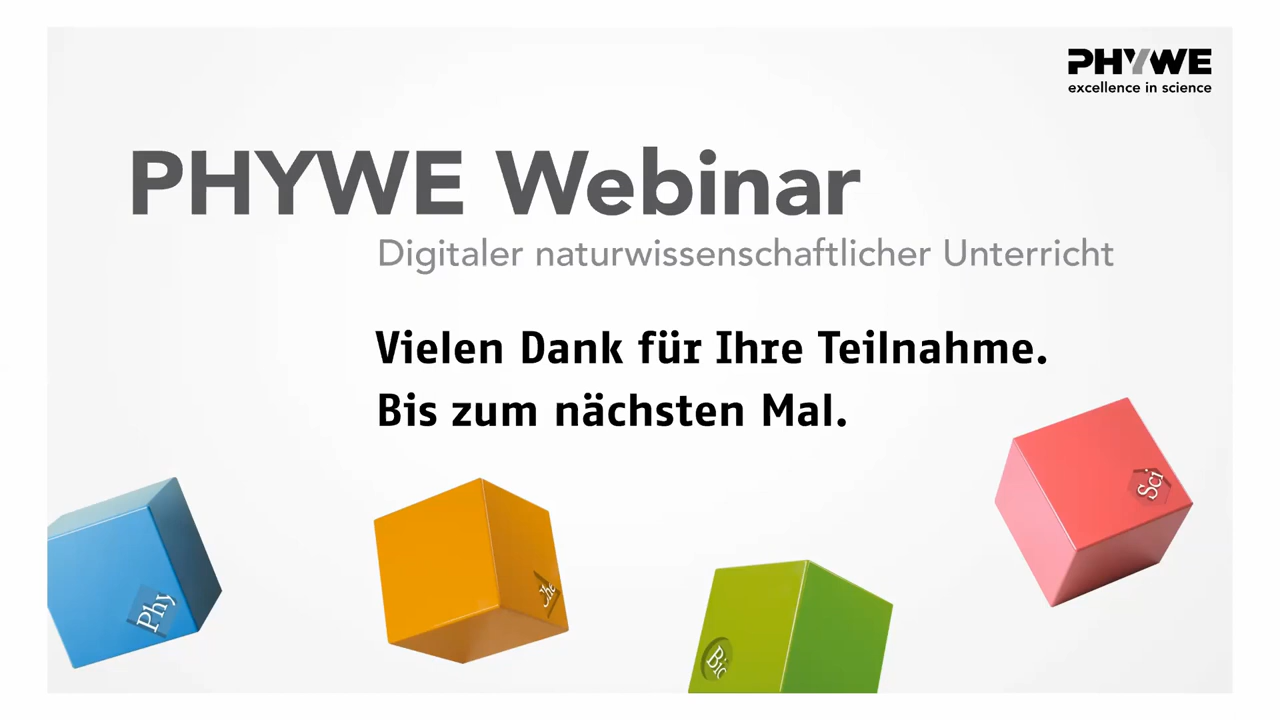 PHYWE
excellence in science
PHYWE Webinar
Digitaler naturwissenschaftlicher Unterricht
Vielen Dank für Ihre Teilnahme.
Bis zum nächsten Mal.
Sci
Phy
Che
Bio